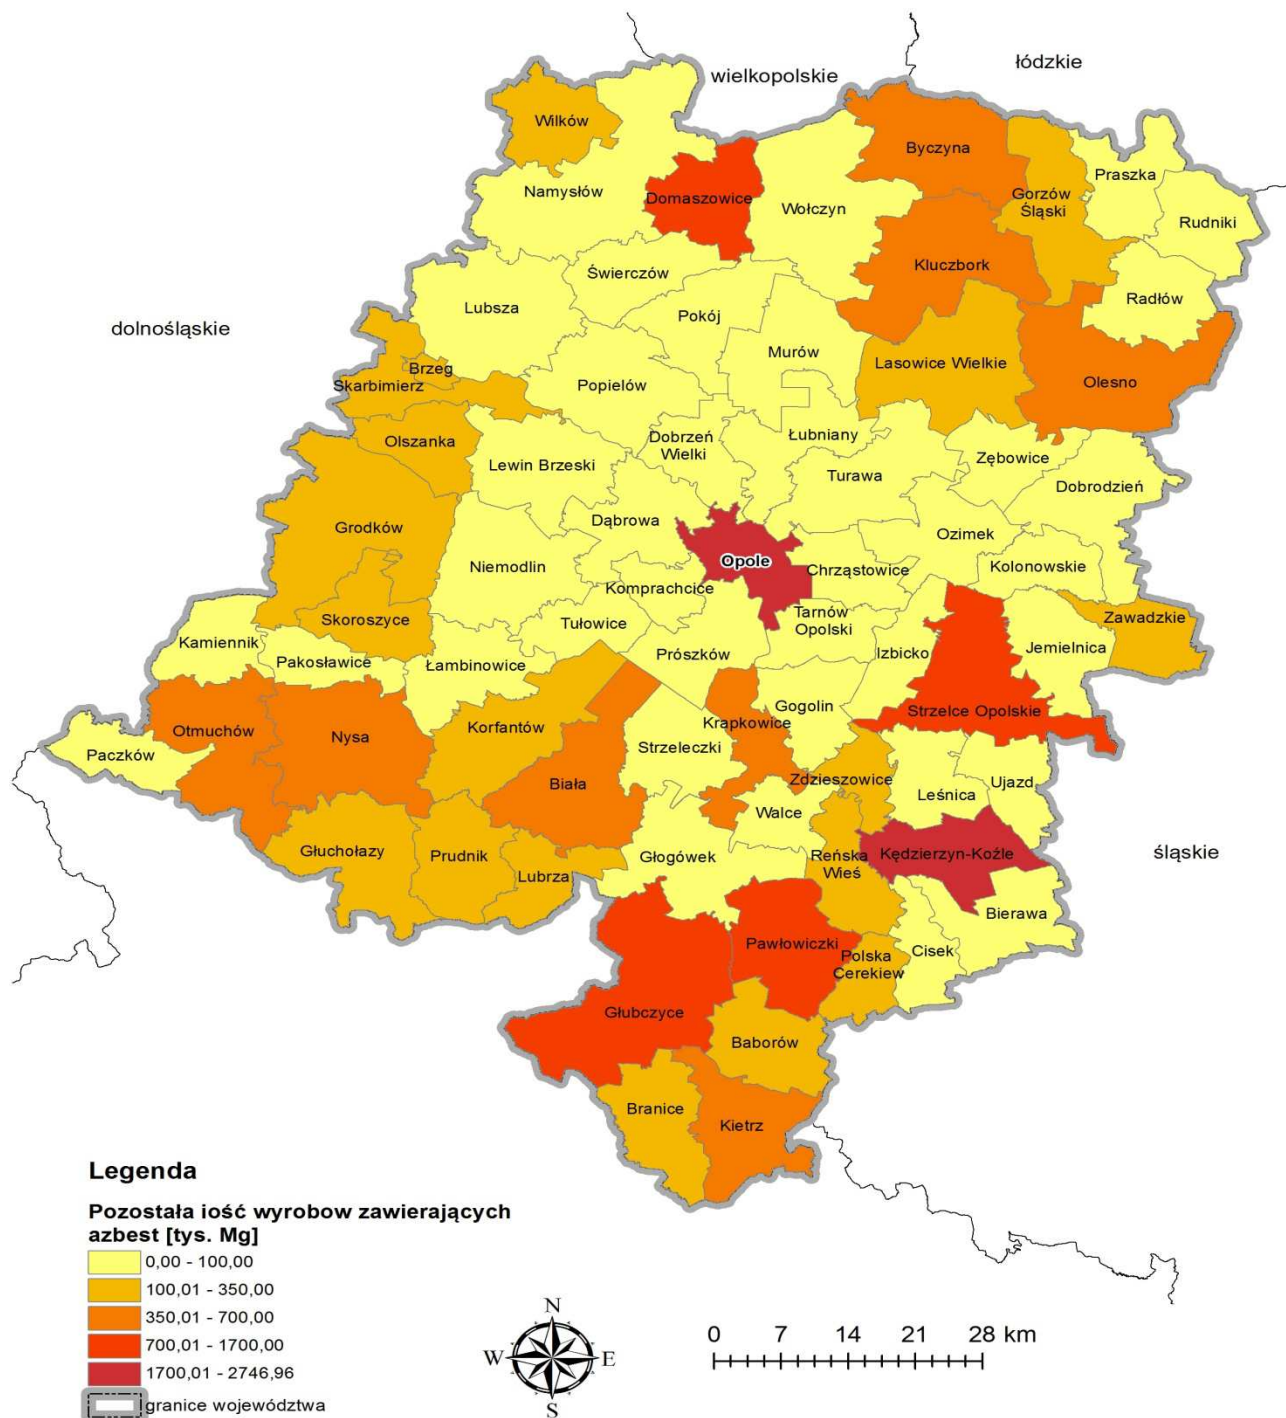 łódzkie
wielkopolskie
Wilków
Byczyna
Praszka
Namysłów
Domaszowice
Wołczyn
Gorzów
Śląski
Rudniki
Świerczów
Kluczbork
Radłów
Lubsza
Pokój
dolnośląskie
Murów
Brzeg
Lasowice Wielkie
Skarbimierz
Popielów
Olesno
Olszanka
Dobrzeń
Wielki
Łubniany
Zębowice
Lewin Brzeski
Turawa
Dobrodzień
Grodków
Dąbrowa
Ozimek
Opole
Niemodlin
Chrząstowice
Kolonowskie
Komprachcice
Skoroszyce
Tułowice
Tarnów
Opolski
Zawadzkie
Kamiennik
Pakosławice
Łambinowice
Prószków
Izbicko
Jemielnica
Gogolin
Strzelce Opolskie
Otmuchów
Nysa
Korfantów
Krapkowice
Paczków
Strzeleczki
Biała
Zdzieszowice
Ujazd
Leśnica
Walce
Głuchołazy
Prudnik
Głogówek
Reńska
Wieś
Kędzierzyn-Koźle
śląskie
Lubrza
Bierawa
Pawłowiczki
Cisek
Polska
Cerekiew
Głubczyce
Baborów
Branice
Kietrz
Legenda
Pozostała iość wyrobow zawierających
azbest [tys. Mg]
0,00 - 100,00
100,01 - 350,00
350,01 - 700,00
700,01 - 1700,00
1700,01 - 2746,96
granice województwa
N
W E
S
0 7 14 21 28 km